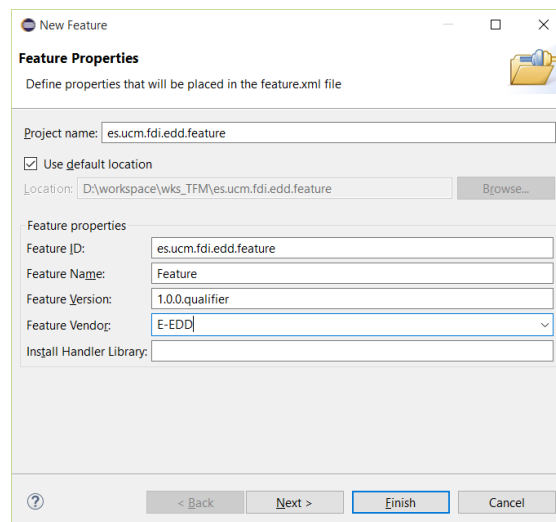 New Feature
Feature Properties
Define properties that will be placed in the feature.xml file
Project name: es.ucm.fdi.edd.feature
Use default location
Location: D:\workspace\wks_TFM\es.ucm.fdi.edd.feature Browse...
Feature properties
Feature ID: es.ucm.fdi.edd.feature
Feature Name: Feature
Feature Version: 1.0.0.qualifier
Feature Vendor: E-EDD
Install Handler Library:
? < Back Next > Finish Cancel